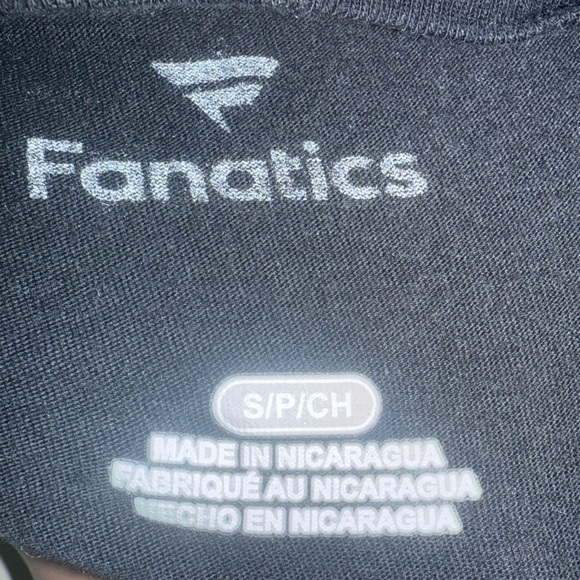 Fanatics
S/P/CH
MADE IN NICARAGUA
FABRIQUÉ AU NICARAGUA
HECHO EN NICARAGUA